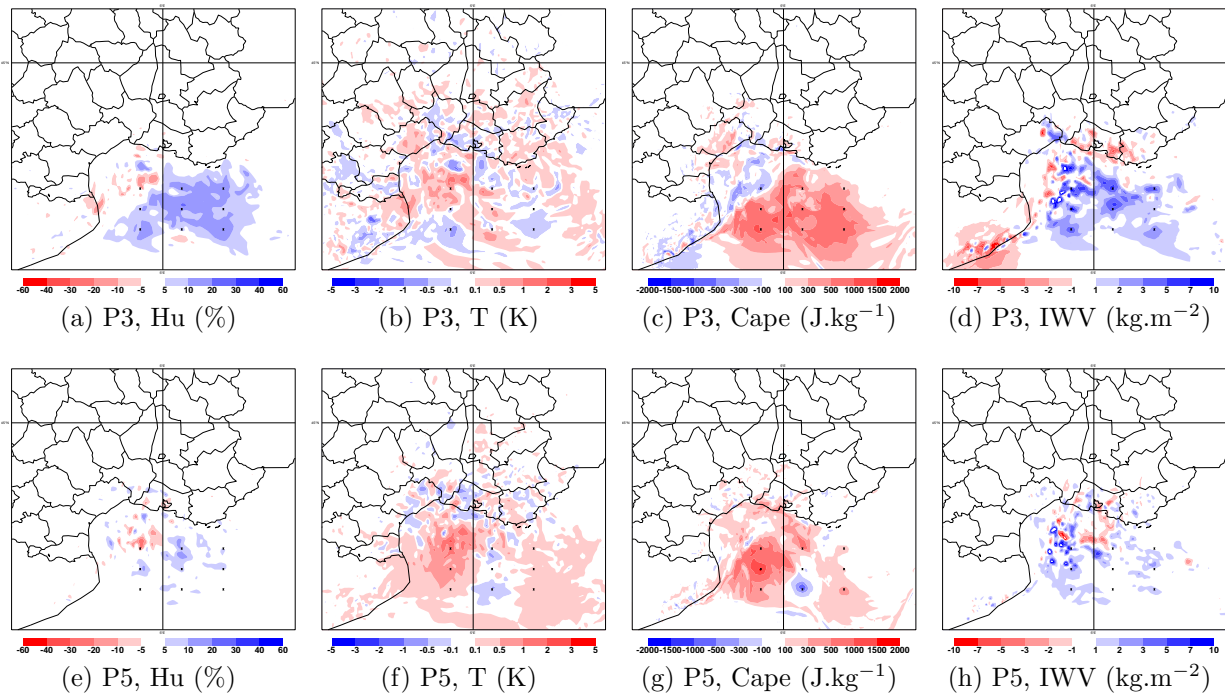 -60 -40 -30 -20 -10 -5 5 10 20 30 40 60
-5 -3 -2 -1 -0.5 -0.1 0.1 0.5 1 2 3 5
-2000 -1500 -1000 -500 -300 -100 100 300 500 1000 1500 2000
-10 -7 -5 -3 -2 -1 1 2 3 5 7 10
(a) P3, Hu (%)
(b) P3, T (K)
(c) P3, Cape (J.kg⁻¹)
(d) P3, IWV (kg.m⁻²)
-60 -40 -30 -20 -10 -5 5 10 20 30 40 60
-5 -3 -2 -1 -0.5 -0.1 0.1 0.5 1 2 3 5
-2000 -1500 -1000 -500 -300 -100 100 300 500 1000 1500 2000
-10 -7 -5 -3 -2 -1 1 2 3 5 7 10
(e) P5, Hu (%)
(f) P5, T (K)
(g) P5, Cape (J.kg⁻¹)
(h) P5, IWV (kg.m⁻²)